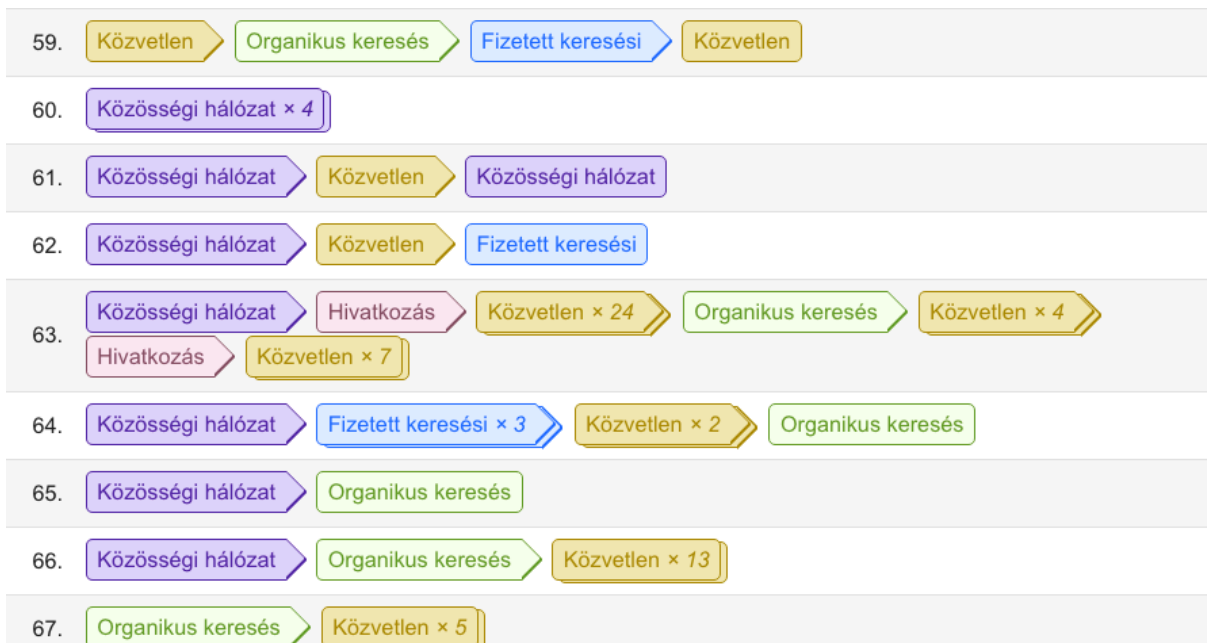 59. Közvetlen Organikus keresés Fizetett keresési Közvetlen
60. Közösségi hálózat × 4
61. Közösségi hálózat Közvetlen Közösségi hálózat
62. Közösségi hálózat Közvetlen Fizetett keresési
63. Közösségi hálózat Hivatkozás Közvetlen × 24 Organikus keresés Közvetlen × 4
Hivatkozás Közvetlen × 7
64. Közösségi hálózat Fizetett keresési × 3 Közvetlen × 2 Organikus keresés
65. Közösségi hálózat Organikus keresés
66. Közösségi hálózat Organikus keresés Közvetlen × 13
67. Organikus keresés Közvetlen × 5